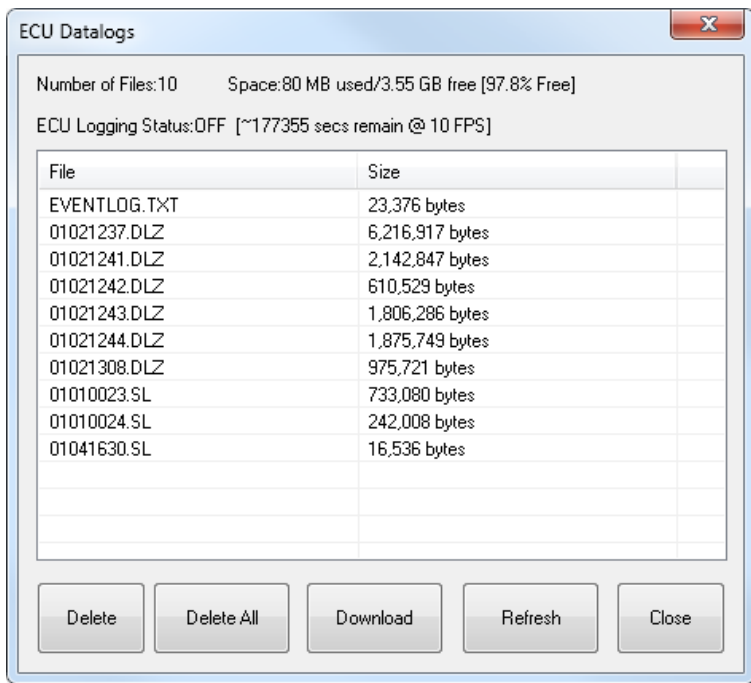 ECU Datalogs
Number of Files:10 Space:80 MB used/3.55 GB free [97.8% Free]
ECU Logging Status:OFF [~177355 secs remain @ 10 FPS]
File Size
EVENTLOG.TXT 23,376 bytes
01021237.DLZ 6,216,917 bytes
01021241.DLZ 2,142,847 bytes
01021242.DLZ 610,529 bytes
01021243.DLZ 1,806,286 bytes
01021244.DLZ 1,875,749 bytes
01021308.DLZ 975,721 bytes
01010023.SL 733,080 bytes
01010024.SL 242,008 bytes
01041630.SL 16,536 bytes
Delete Delete All Download Refresh Close